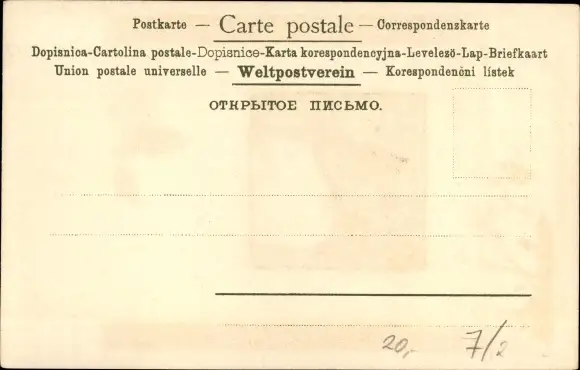 Postkarte — Carte postale — Correspondenzkarte
Dopisnica-Cartolina postale-Dopisnice-Karta korespondencyjna-Levelező-Lap-Briefkaart
Union postale universelle — Weltpostverein — Korespondenční lístek
ОТКРЫТОЕ ПИСЬМО.
20,-
7/2